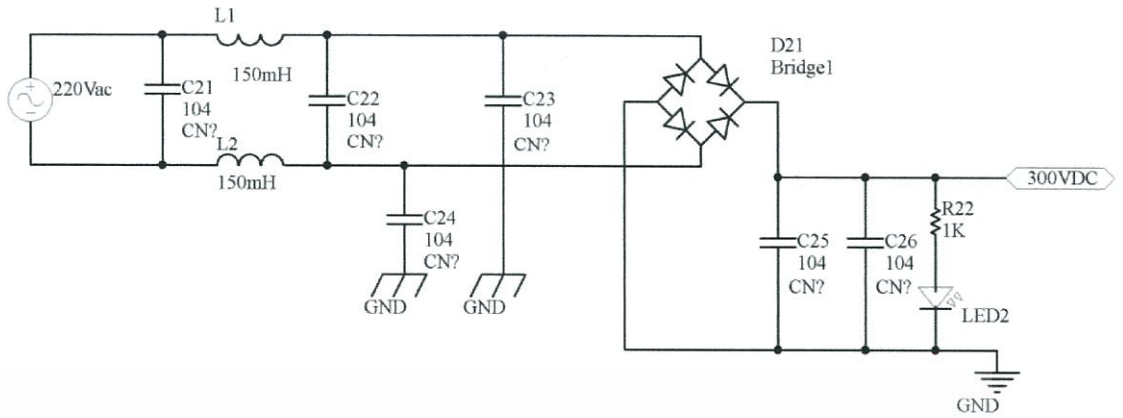 L1
150mH
220Vac
C21
104
CN?
L2
150mH
C22
104
CN?
C23
104
CN?
C24
104
CN?
GND
GND
D21
Bridge1
300VDC
C25
104
CN?
C26
104
CN?
R22
1K
LED2
GND